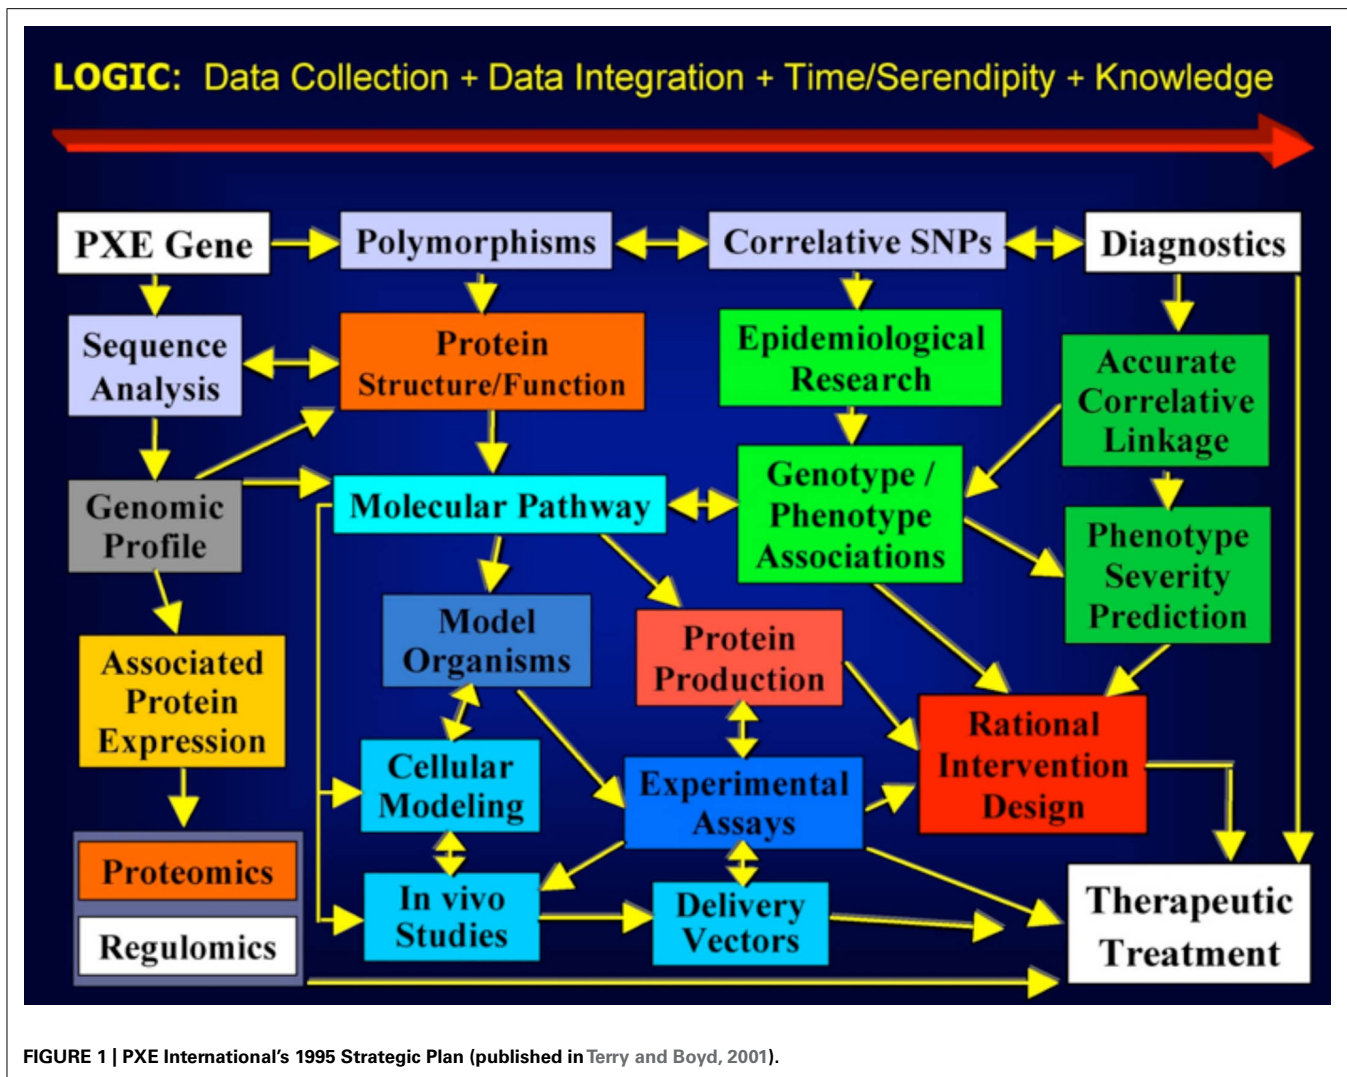 LOGIC: Data Collection + Data Integration + Time/Serendipity + Knowledge
PXE Gene
Polymorphisms
Correlative SNPs
Diagnostics
Sequence
Analysis
Protein
Structure/Function
Epidemiological
Research
Accurate
Correlative
Linkage
Genomic
Profile
Molecular Pathway
Genotype /
Phenotype
Associations
Phenotype
Severity
Prediction
Associated
Protein
Expression
Model
Organisms
Protein
Production
Rational
Intervention
Design
Cellular
Modeling
Experimental
Assays
Proteomics
Regulomics
In vivo
Studies
Delivery
Vectors
Therapeutic
Treatment
FIGURE 1 | PXE International's 1995 Strategic Plan (published in Terry and Boyd, 2001).